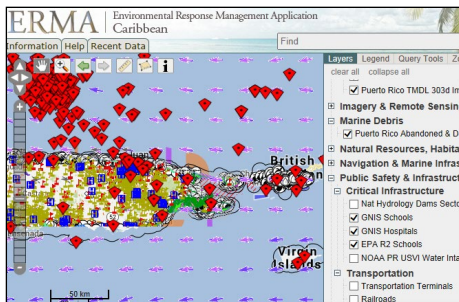 ERMA
Environmental Response Management Application
Caribbean
Information Help Recent Data
Find
Layers Legend Query Tools
clear all collapse all
Puerto Rico TMDL 303d Im
Imagery & Remote Sensin
Marine Debris
Puerto Rico Abandoned & D
Natural Resources, Habita
Navigation & Marine Infras
Public Safety & Infrastruct
Critical Infrastructure
Nat Hydrology Dams Secto
GNIS Schools
GNIS Hospitals
EPA R2 Schools
NOAA PR USVI Water Inta
Transportation
Transportation Terminals
Railroads
British
Virgin
Islands
50 km